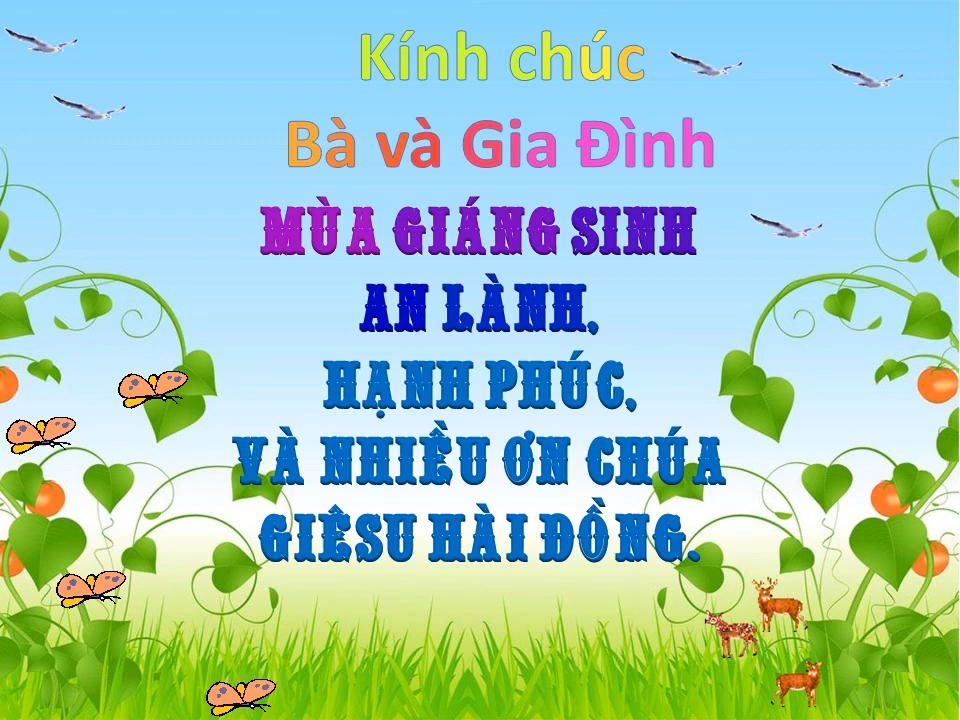 Kính chúc
Bà và Gia Đình
MÙA GIÁNG SINH
AN LÀNH,
HẠNH PHÚC,
VÀ NHIỀU ƠN CHÚA
GIÊSU HÀI ĐỒNG.